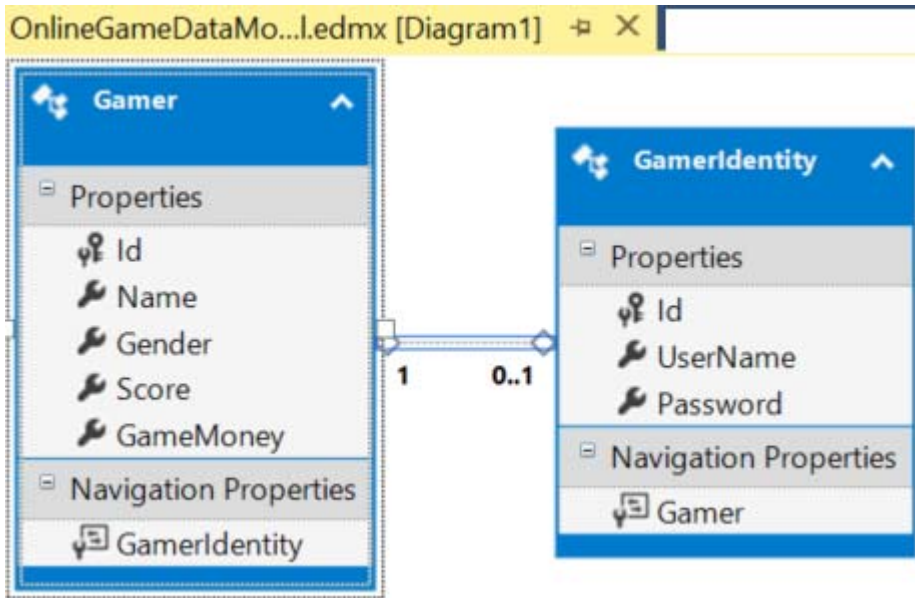 OnlineGameDataMo...l.edmx [Diagram1]
Gamer
Properties
Id
Name
Gender
Score
GameMoney
Navigation Properties
GamerIdentity
1
0..1
GamerIdentity
Properties
Id
UserName
Password
Navigation Properties
Gamer